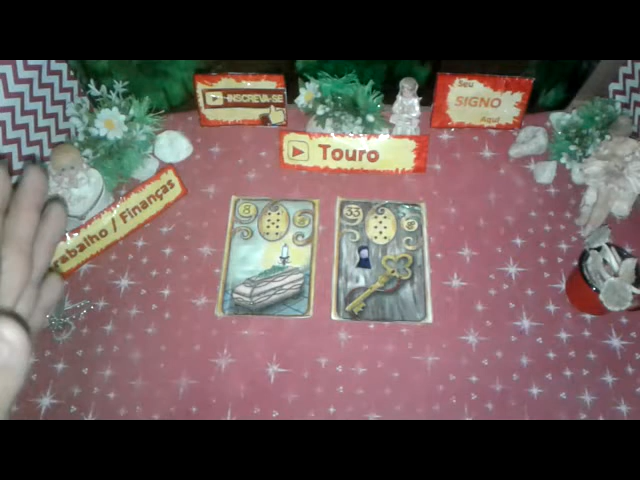 INSCREVA-SE
Seu
SIGNO
Aqui
Touro
Trabalho / Finanças
8
33